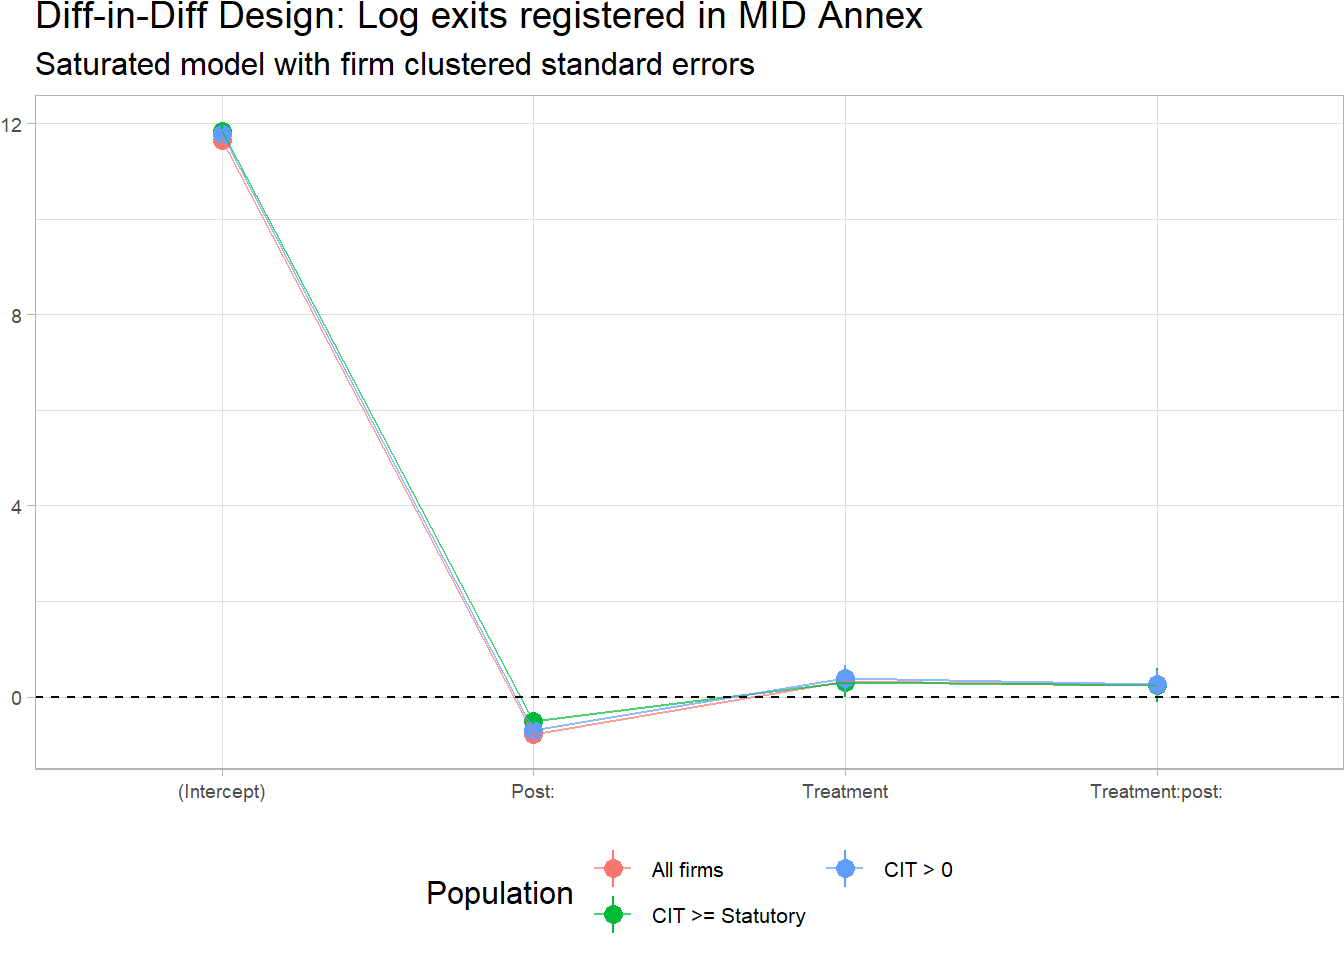 Diff-in-Diff Design: Log exits registered in MID Annex
Saturated model with firm clustered standard errors
12
8
4
0
(Intercept)
Post:
Treatment
Treatment:post:
Population
All firms
CIT > 0
CIT >= Statutory